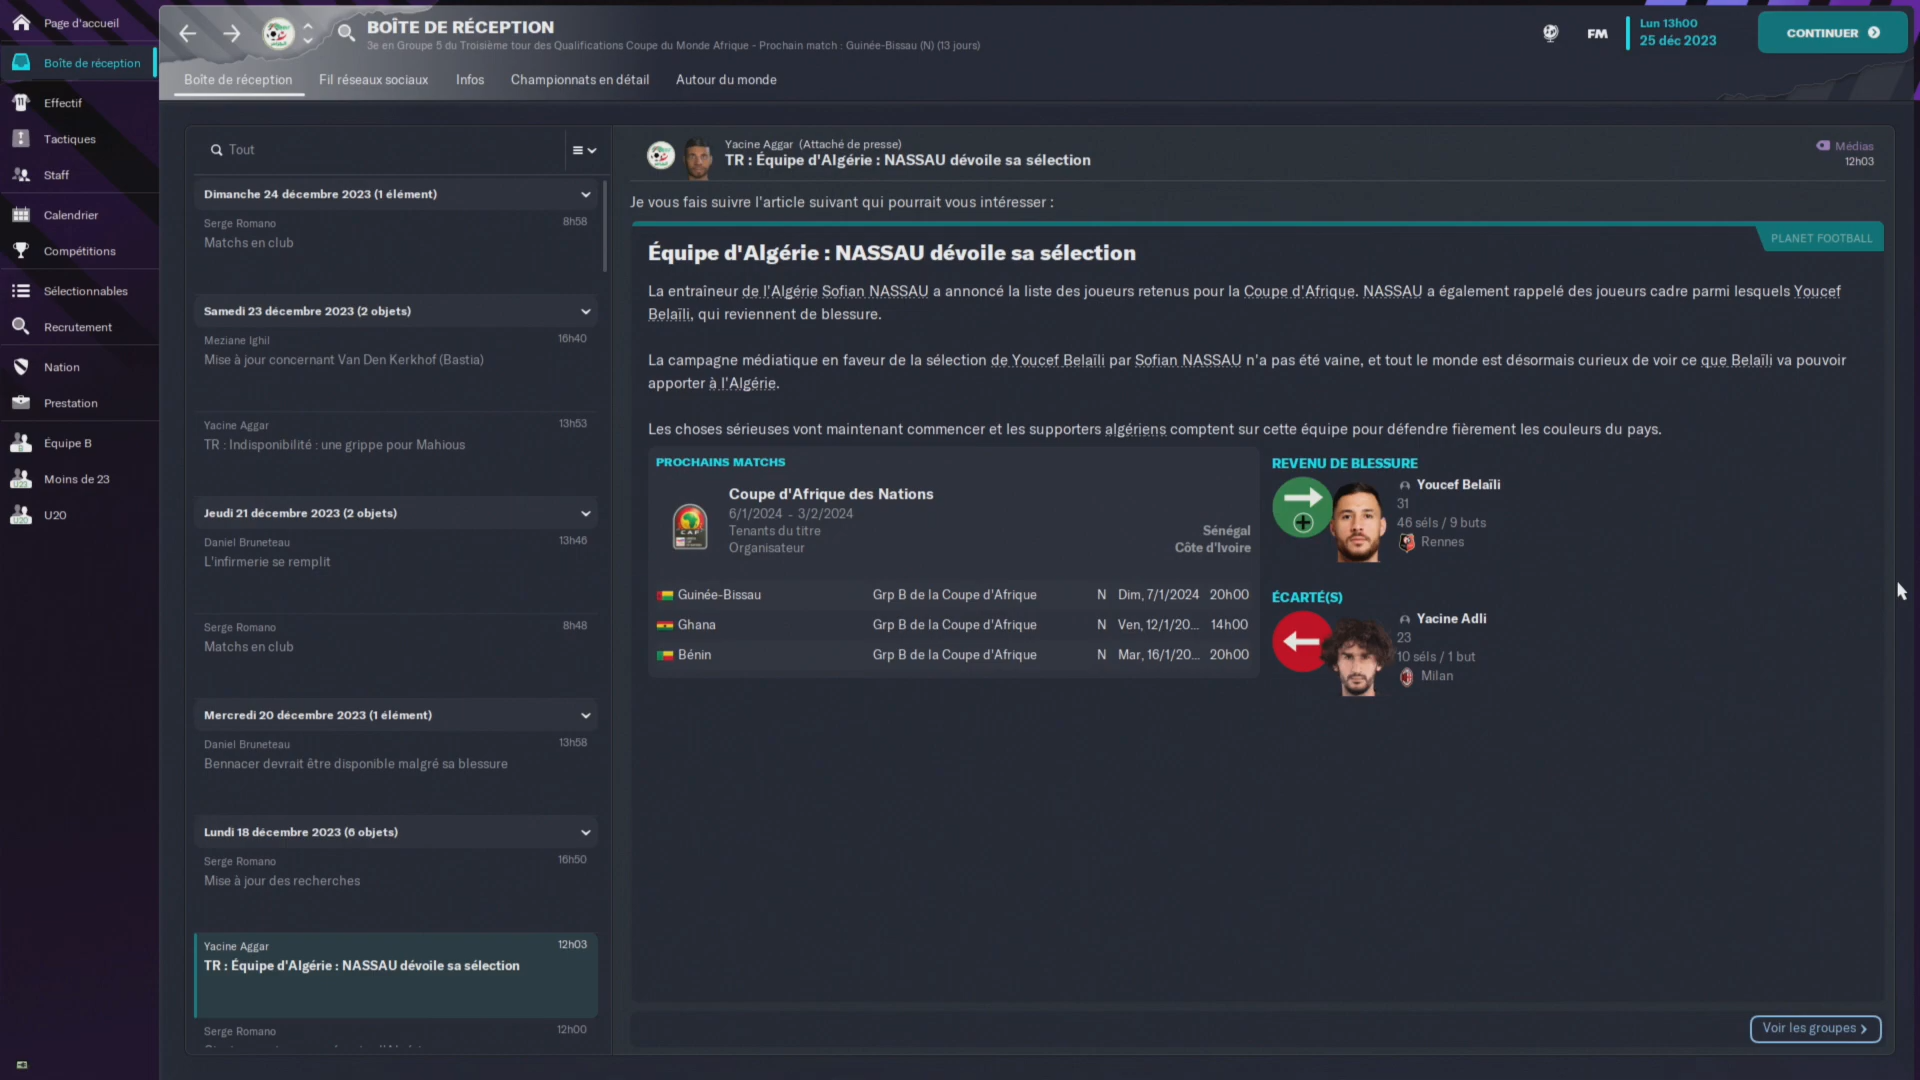 Page d'accueil
Boîte de réception
Effectif
Tactiques
Staff
Calendrier
Compétitions
Sélectionnables
Recrutement
Nation
Prestation
Équipe B
Moins de 23
U20
BOÎTE DE RÉCEPTION
3e en Groupe 5 du Troisième tour des Qualifications Coupe du Monde Afrique - Prochain match : Guinée-Bissau (N) (13 jours)
FM
Lun 13h00
25 déc 2023
CONTINUER
Boîte de réception
Fil réseaux sociaux
Infos
Championnats en détail
Autour du monde
Tout
Dimanche 24 décembre 2023 (1 élément)
Serge Romano 8h58
Matchs en club
Samedi 23 décembre 2023 (2 objets)
Meziane Ighil 16h40
Mise à jour concernant Van Den Kerkhof (Bastia)
Yacine Aggar 13h53
TR : Indisponibilité : une grippe pour Mahious
Jeudi 21 décembre 2023 (2 objets)
Daniel Bruneteau 13h46
L'infirmerie se remplit
Serge Romano 8h48
Matchs en club
Mercredi 20 décembre 2023 (1 élément)
Daniel Bruneteau 13h58
Bennacer devrait être disponible malgré sa blessure
Lundi 18 décembre 2023 (6 objets)
Serge Romano 16h50
Mise à jour des recherches
Yacine Aggar 12h03
TR : Équipe d'Algérie : NASSAU dévoile sa sélection
Serge Romano 12h00
Yacine Aggar (Attaché de presse)
TR : Équipe d'Algérie : NASSAU dévoile sa sélection
Médias
12h03
Je vous fais suivre l'article suivant qui pourrait vous intéresser :
PLANET FOOTBALL
Équipe d'Algérie : NASSAU dévoile sa sélection
La entraîneur de l'Algérie Sofian NASSAU a annoncé la liste des joueurs retenus pour la Coupe d'Afrique. NASSAU a également rappelé des joueurs cadre parmi lesquels Youcef
Belaïli, qui reviennent de blessure.
La campagne médiatique en faveur de la sélection de Youcef Belaïli par Sofian NASSAU n'a pas été vaine, et tout le monde est désormais curieux de voir ce que Belaïli va pouvoir
apporter à l'Algérie.
Les choses sérieuses vont maintenant commencer et les supporters algériens comptent sur cette équipe pour défendre fièrement les couleurs du pays.
PROCHAINS MATCHS
Coupe d'Afrique des Nations
6/1/2024 - 3/2/2024
Tenants du titre Sénégal
Organisateur Côte d'Ivoire
Guinée-Bissau Grp B de la Coupe d'Afrique N Dim, 7/1/2024 20h00
Ghana Grp B de la Coupe d'Afrique N Ven, 12/1/20... 14h00
Bénin Grp B de la Coupe d'Afrique N Mar, 16/1/20... 20h00
REVENU DE BLESSURE
Youcef Belaïli
31
46 séls / 9 buts
Rennes
ÉCARTÉ(S)
Yacine Adli
23
10 séls / 1 but
Milan
Voir les groupes